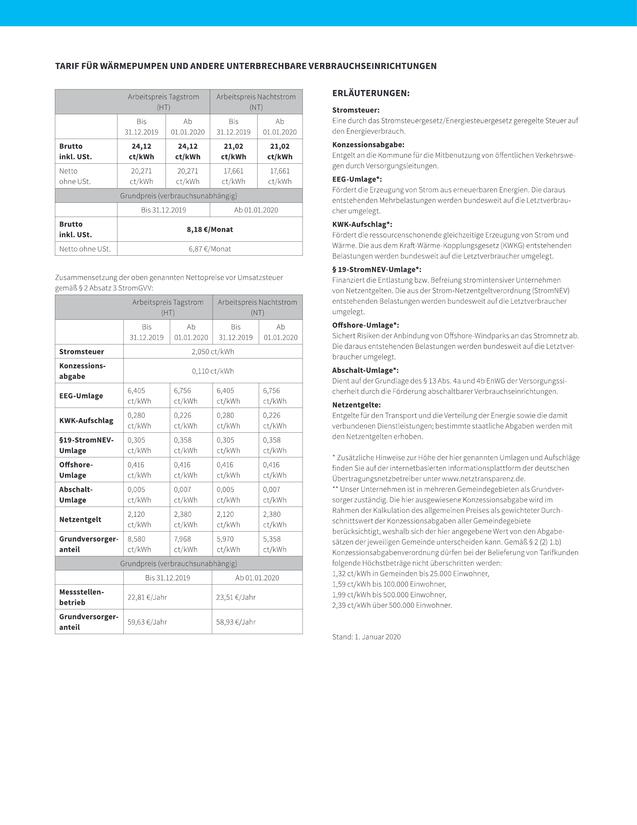 TARIF FÜR WÄRMEPUMPEN UND ANDERE UNTERBRECHBARE VERBRAUCHSEINRICHTUNGEN
Arbeitspreis Tagstrom Arbeitspreis Nachtstrom
(HT) (NT)
Bis Ab Bis Ab
31.12.2019 01.01.2020 31.12.2019 01.01.2020
Brutto 24,12 24,12 21,02 21,02
inkl. USt. ct/kWh ct/kWh ct/kWh ct/kWh
Netto 20,271 20,271 17,661 17,661
ohne USt. ct/kWh ct/kWh ct/kWh ct/kWh
Grundpreis (verbrauchsunabhängig)
Bis 31.12.2019 Ab 01.01.2020
Brutto
inkl. USt. 8,18 €/Monat
Netto ohne USt. 6,87 €/Monat
Zusammensetzung der oben genannten Nettopreise vor Umsatzsteuer
gemäß § 2 Absatz 3 StromGVV:
Arbeitspreis Tagstrom Arbeitspreis Nachtstrom
(HT) (NT)
Bis Ab Bis Ab
31.12.2019 01.01.2020 31.12.2019 01.01.2020
Stromsteuer 2,050 ct/kWh
Konzessions-
abgabe 0,110 ct/kWh
EEG-Umlage 6,405 6,756 6,405 6,756
ct/kWh ct/kWh ct/kWh ct/kWh
KWK-Aufschlag 0,280 0,226 0,280 0,226
ct/kWh ct/kWh ct/kWh ct/kWh
§19-StromNEV- 0,305 0,358 0,305 0,358
Umlage ct/kWh ct/kWh ct/kWh ct/kWh
Offshore- 0,416 0,416 0,416 0,416
Umlage ct/kWh ct/kWh ct/kWh ct/kWh
Abschalt- 0,005 0,007 0,005 0,007
Umlage ct/kWh ct/kWh ct/kWh ct/kWh
Netzentgelt 2,120 2,380 2,120 2,380
ct/kWh ct/kWh ct/kWh ct/kWh
Grundversorger- 8,580 7,968 5,970 5,358
anteil ct/kWh ct/kWh ct/kWh ct/kWh
Grundpreis (verbrauchsunabhängig)
Bis 31.12.2019 Ab 01.01.2020
Messstellen-
betrieb 22,81 €/Jahr 23,51 €/Jahr
Grundversorger-
anteil 59,63 €/Jahr 58,93 €/Jahr
ERLÄUTERUNGEN:
Stromsteuer:
Eine durch das Stromsteuergesetz/Energiesteuergesetz geregelte Steuer auf
den Energieverbrauch.
Konzessionsabgabe:
Entgelt an die Kommune für die Mitbenutzung von öffentlichen Verkehrswe-
gen durch Versorgungsleitungen.
EEG-Umlage*:
Fördert die Erzeugung von Strom aus erneuerbaren Energien. Die daraus
entstehenden Mehrbelastungen werden bundesweit auf die Letztverbrau-
cher umgelegt.
KWK-Aufschlag*:
Fördert die ressourcenschonende gleichzeitige Erzeugung von Strom und
Wärme. Die aus dem Kraft-Wärme-Kopplungsgesetz (KWKG) entstehenden
Belastungen werden bundesweit auf die Letztverbraucher umgelegt.
§ 19-StromNEV-Umlage*:
Finanziert die Entlastung bzw. Befreiung stromintensiver Unternehmen
von Netzentgelten. Die aus der Strom-Netzentgeltverordnung (StromNEV)
entstehenden Belastungen werden bundesweit auf die Letztverbraucher
umgelegt.
Offshore-Umlage*:
Sichert Risiken der Anbindung von Offshore-Windparks an das Stromnetz ab.
Die daraus entstehenden Belastungen werden bundesweit auf die Letztver-
braucher umgelegt.
Abschalt-Umlage*:
Dient auf der Grundlage des § 13 Abs. 4a und 4b EnWG der Versorgungssi-
cherheit durch die Förderung abschaltbarer Verbrauchseinrichtungen.
Netzentgelte:
Entgelte für den Transport und die Verteilung der Energie sowie die damit
verbundenen Dienstleistungen; bestimmte staatliche Abgaben werden mit
den Netzentgelten erhoben.
* Zusätzliche Hinweise zur Höhe der hier genannten Umlagen und Aufschläge
finden Sie auf der internetbasierten Informationsplattform der deutschen
Übertragungsnetzbetreiber unter www.netztransparenz.de.
** Unser Unternehmen ist in mehreren Gemeindegebieten als Grundver-
sorger zuständig. Die hier ausgewiesene Konzessionsabgabe wird im
Rahmen der Kalkulation des allgemeinen Preises als gewichteter Durch-
schnittswert der Konzessionsabgaben aller Gemeindegebiete
berücksichtigt, weshalb sich der hier angegebene Wert von den Abgabe-
sätzen der jeweiligen Gemeinde unterscheiden kann. Gemäß § 2 (2) 1.b)
Konzessionsabgabenverordnung dürfen bei der Belieferung von Tarifkunden
folgende Höchstbeträge nicht überschritten werden:
1,32 ct/kWh in Gemeinden bis 25.000 Einwohner,
1,59 ct/kWh bis 100.000 Einwohner,
1,99 ct/kWh bis 500.000 Einwohner,
2,39 ct/kWh über 500.000 Einwohner.
Stand: 1. Januar 2020